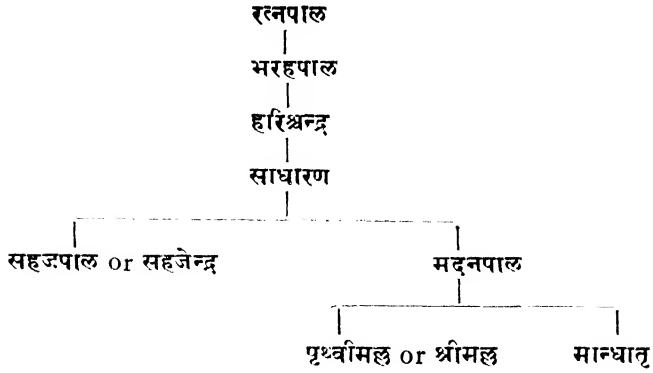 रत्नपाल
भरहपाल
हरिश्चन्द्र
साधारण
सहजपाल or सहजेन्द्र मदनपाल
पृथ्वीमल्ल or श्रीमल्ल मान्धातृ